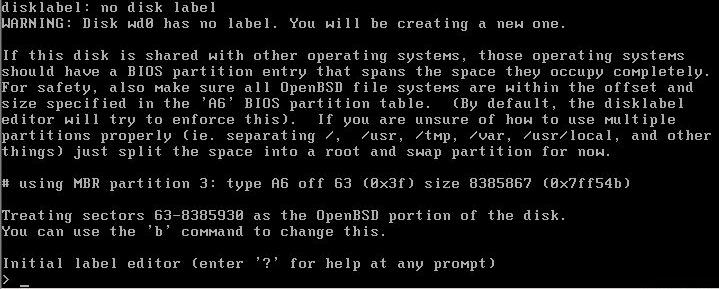 disklabel: no disk label
WARNING: Disk wd0 has no label. You will be creating a new one.
If this disk is shared with other operating systems, those operating systems
should have a BIOS partition entry that spans the space they occupy completely.
For safety, also make sure all OpenBSD file systems are within the offset and
size specified in the 'A6' BIOS partition table.  (By default, the disklabel
editor will try to enforce this).  If you are unsure of how to use multiple
partitions properly (ie. separating /,  /usr, /tmp, /var, /usr/local, and other
things) just split the space into a root and swap partition for now.
# using MBR partition 3: type A6 off 63 (0x3f) size 8385867 (0x7ff54b)
Treating sectors 63-8385930 as the OpenBSD portion of the disk.
You can use the 'b' command to change this.
Initial label editor (enter '?' for help at any prompt)
> _